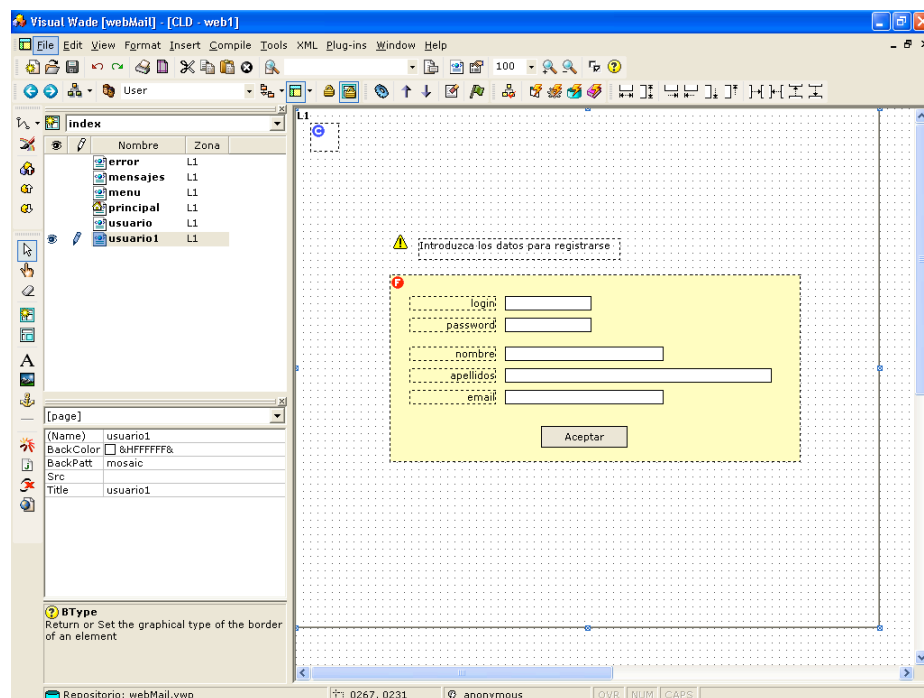 Visual Wade [webMail] - [CLD - web1]
File Edit View Format Insert Compile Tools XML Plug-ins Window Help
100
User
index
Nombre Zona
error L1
mensajes L1
menu L1
principal L1
usuario L1
usuario1 L1
[page]
(Name) usuario1
BackColor &HFFFFFF&
BackPatt mosaic
Src
Title usuario1
BType
Return or Set the graphical type of the border
of an element
L1
C
Introduzca los datos para registrarse
F
login
password
nombre
apellidos
email
Aceptar
Repositorio: webMail.vwp 0267, 0231 anonymous OVR NUM CAPS